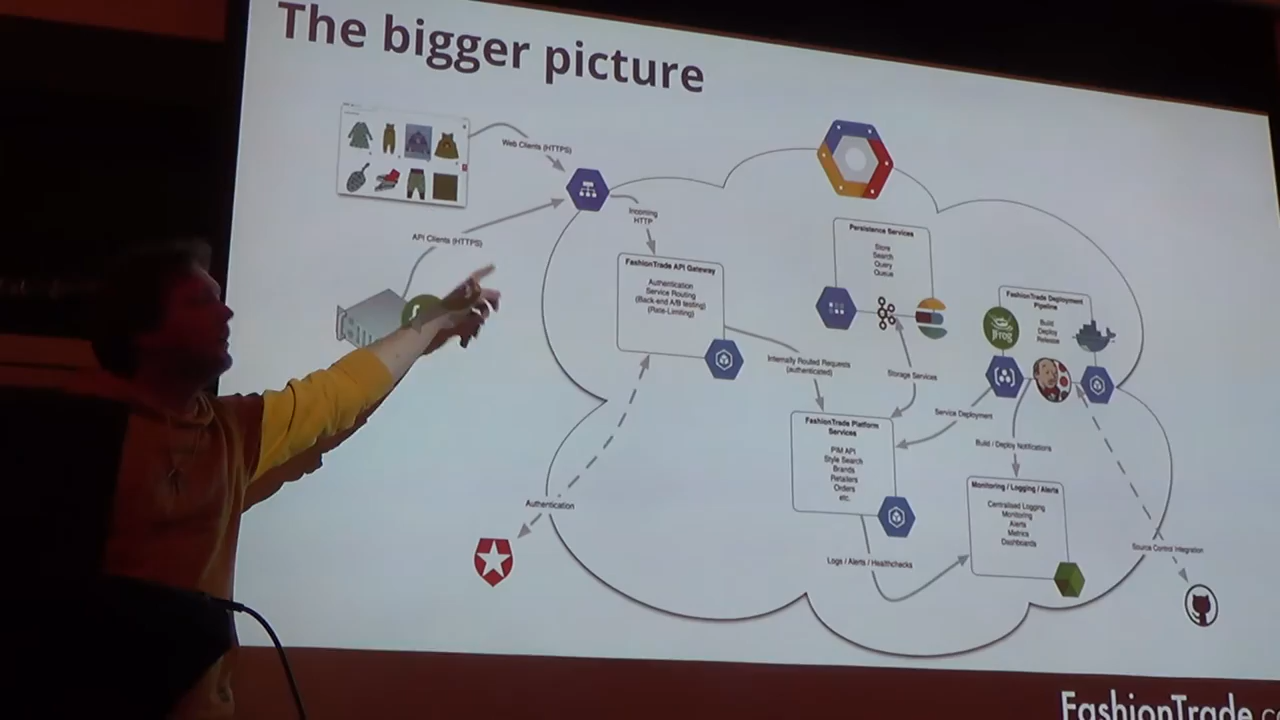 The bigger picture
Web Clients (HTTPS)
API Clients (HTTPS)
Incoming
HTTP
FashionTrade API Gateway
Authentication
Service Routing
(Back-end A/B testing)
(Rate-Limiting)
Persistence Services
Store
Search
Query
Queue
FashionTrade Deployment
Pipeline
Build
Deploy
Release
jFrog
Internally Routed Requests
(authenticated)
Storage Services
Service Deployment
Build / Deploy Notifications
FashionTrade Platform
Services
PIM API
Style Search
Brands
Retailers
Orders
etc.
Monitoring / Logging / Alerts
Centralised Logging
Monitoring
Alerts
Metrics
Dashboards
Authentication
Logs / Alerts / Healthchecks
Source Control Integration
FashionTrade.c